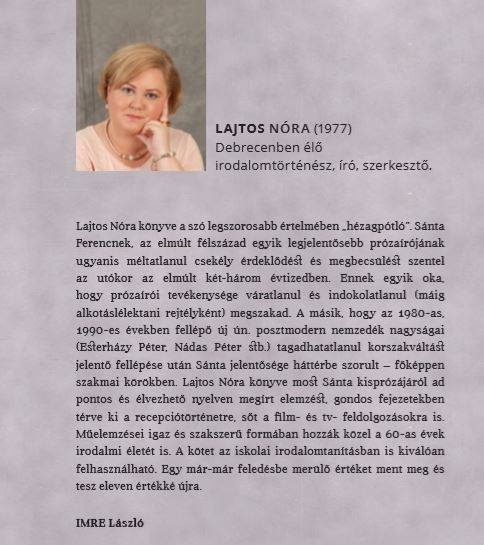 LAJTOS NÓRA (1977)
Debrecenben élő
irodalomtörténész, író, szerkesztő.
Lajtos Nóra könyve a szó legszorosabb értelmében „hézagpótló”. Sánta
Ferencnek, az elmúlt félszázad egyik legjelentősebb prózaírójának
ugyanis méltatlanul csekély érdeklődést és megbecsülést szentel
az utókor az elmúlt két-három évtizedben. Ennek egyik oka,
hogy prózaírói tevékenysége váratlanul és indokolatlanul (máig
alkotáslélektani rejtélyként) megszakad. A másik, hogy az 1980-as,
1990-es években fellépő új ún. posztmodern nemzedék nagyságai
(Esterházy Péter, Nádas Péter stb.) tagadhatatlanul korszakváltást
jelentő fellépése után Sánta jelentősége háttérbe szorult – főképpen
szakmai körökben. Lajtos Nóra könyve most Sánta kisprózájáról ad
pontos és élvezhető nyelven megírt elemzést, gondos fejezetekben
térve ki a recepciótörténetre, sőt a film- és tv- feldolgozásokra is.
Műelemzései igaz és szakszerű formában hozzák közel a 60-as évek
irodalmi életét is. A kötet az iskolai irodalomtanításban is kiválóan
felhasználható. Egy már-már feledésbe merülő értéket ment meg és
tesz eleven értékké újra.
IMRE László